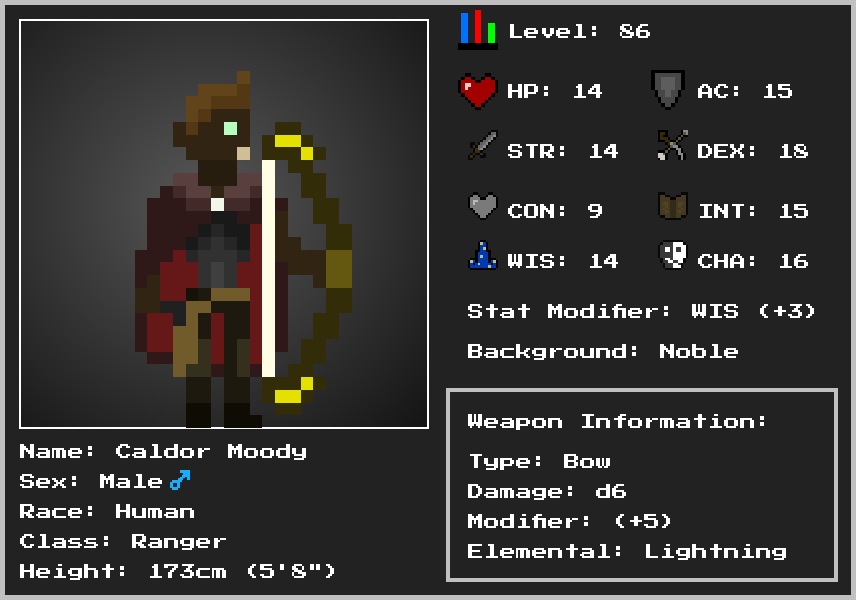 Level: 86
HP: 14 AC: 15
STR: 14 DEX: 18
CON: 9 INT: 15
WIS: 14 CHA: 16
Stat Modifier: WIS (+3)
Background: Noble
Weapon Information:
Type: Bow
Damage: d6
Modifier: (+5)
Elemental: Lightning
Name: Caldor Moody
Sex: Male♂
Race: Human
Class: Ranger
Height: 173cm (5'8")